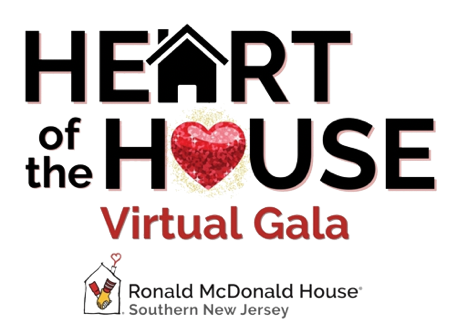 HEART
of the HOUSE
Virtual Gala
Ronald McDonald House®
Southern New Jersey